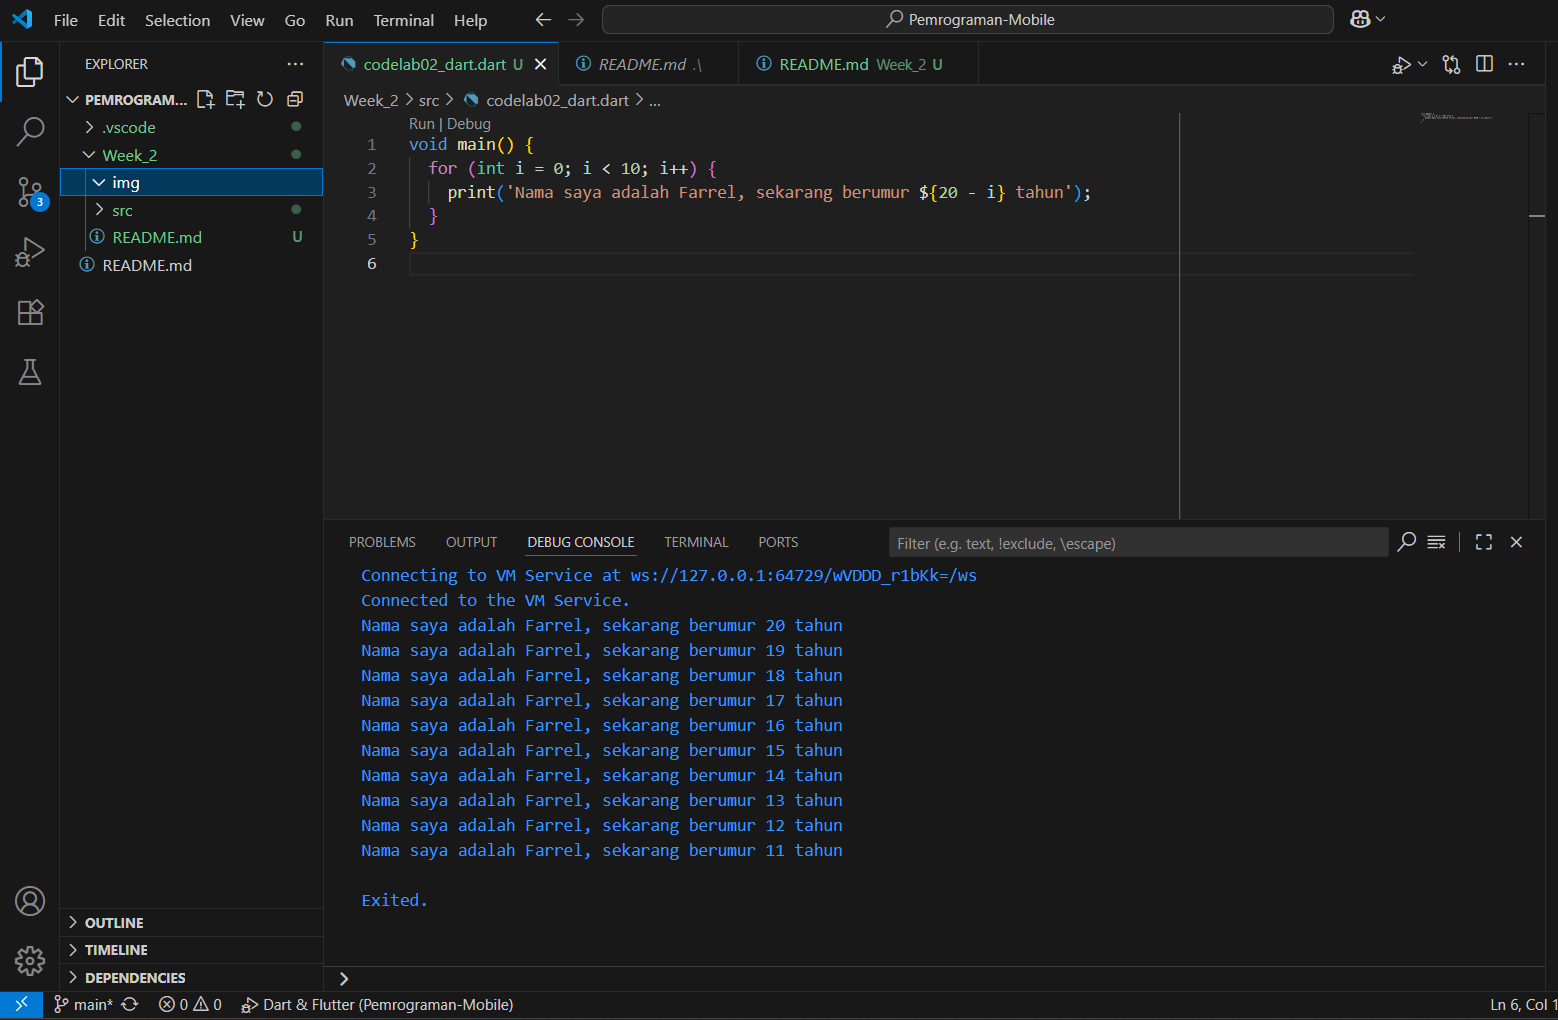 File Edit Selection View Go Run Terminal Help
Pemrograman-Mobile
EXPLORER
PEMROGRAM...
.vscode
Week_2
img
src
README.md U
README.md
OUTLINE
TIMELINE
DEPENDENCIES
3
codelab02_dart.dart U
README.md .\
README.md Week_2 U
Week_2 > src > codelab02_dart.dart > ...
Run | Debug
1 void main() {
2 for (int i = 0; i < 10; i++) {
3 print('Nama saya adalah Farrel, sekarang berumur ${20 - i} tahun');
4 }
5 }
6
PROBLEMS OUTPUT DEBUG CONSOLE TERMINAL PORTS
Filter (e.g. text, !exclude, \escape)
Connecting to VM Service at ws://127.0.0.1:64729/wVDDD_r1bKk=/ws
Connected to the VM Service.
Nama saya adalah Farrel, sekarang berumur 20 tahun
Nama saya adalah Farrel, sekarang berumur 19 tahun
Nama saya adalah Farrel, sekarang berumur 18 tahun
Nama saya adalah Farrel, sekarang berumur 17 tahun
Nama saya adalah Farrel, sekarang berumur 16 tahun
Nama saya adalah Farrel, sekarang berumur 15 tahun
Nama saya adalah Farrel, sekarang berumur 14 tahun
Nama saya adalah Farrel, sekarang berumur 13 tahun
Nama saya adalah Farrel, sekarang berumur 12 tahun
Nama saya adalah Farrel, sekarang berumur 11 tahun
Exited.
main* 0 0 Dart & Flutter (Pemrograman-Mobile) Ln 6, Col 1